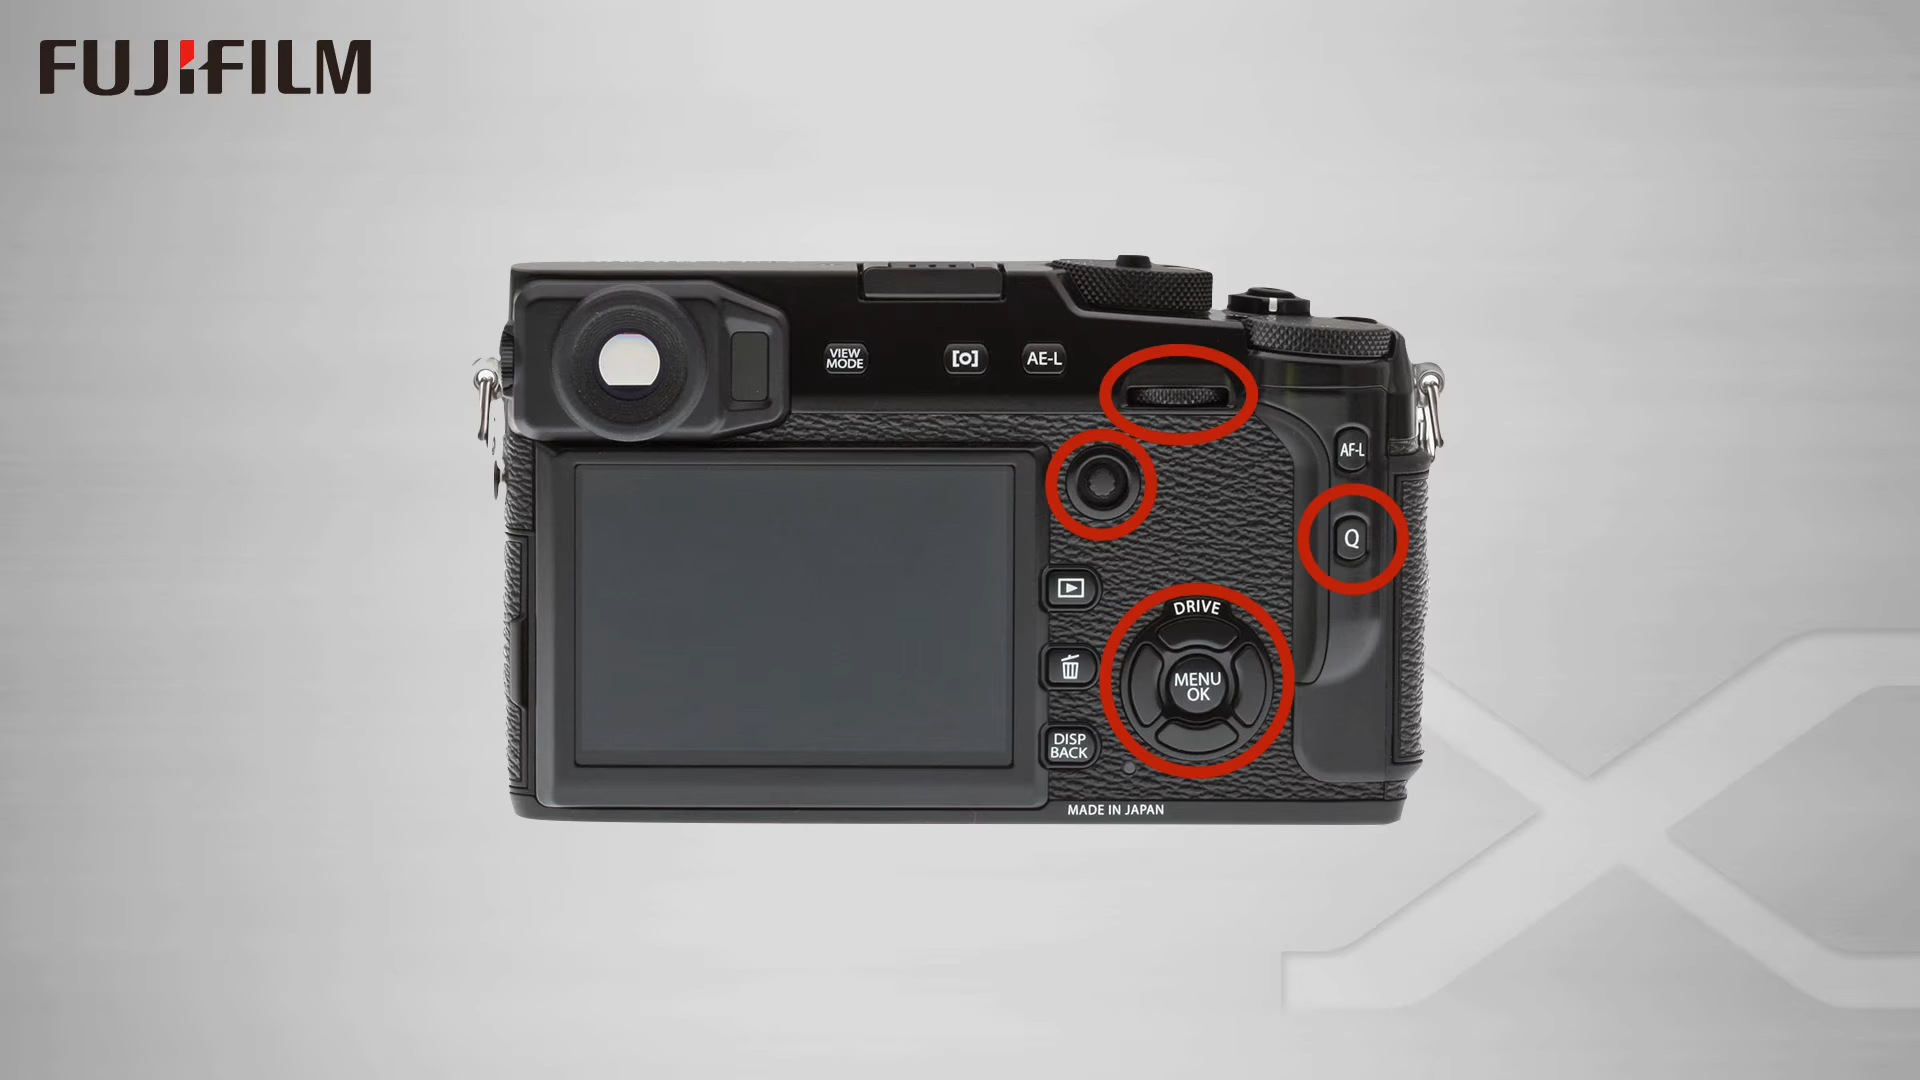 FUJIFILM
VIEW
MODE
AE-L
AF-L
Q
DRIVE
MENU
OK
DISP
BACK
MADE IN JAPAN